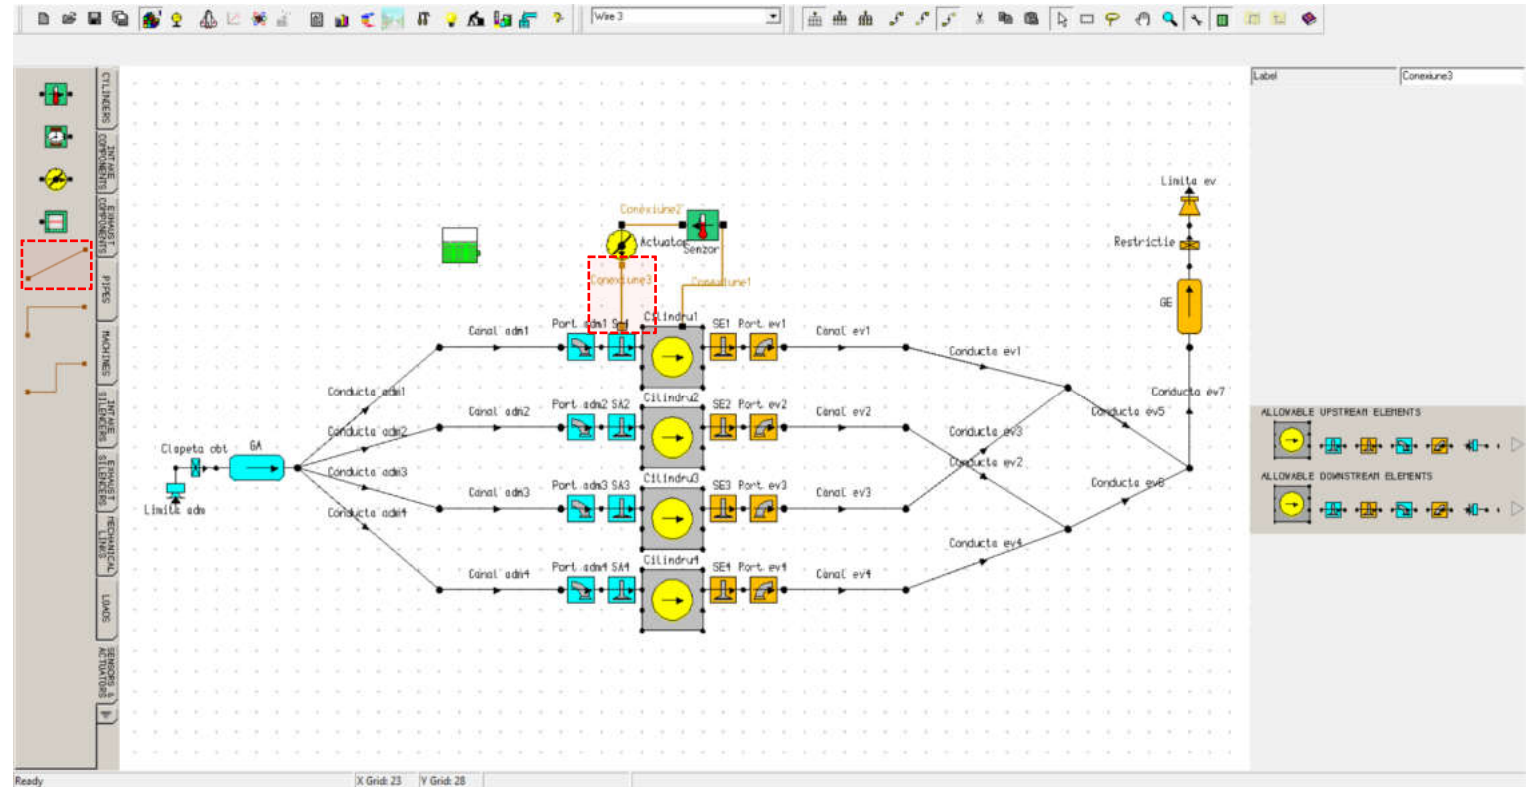 Wire 3
Label
Conexiune3
CYLINDERS
INTAKE
COMPONENTS
EXHAUST
COMPONENTS
PIPES
MACHINES
INTAKE
SILENCERS
EXHAUST
SILENCERS
MECHANICAL
LINKS
LOADS
SENSORS &
ACTUATORS
Limita ev
Conexiune2
Actuator
Senzor
Restrictie
Conexiune3
Conexiune1
GE
Canal adm1
Port adm1 SA1
Cilindru1
SE1 Port ev1
Canal ev1
Conducta ev1
Conducta adm1
Conducta ev7
Canal adm2
Port adm2 SA2
Cilindru2
SE2 Port ev2
Canal ev2
Conducta ev5
Conducta adm2
Conducta ev3
Clapeta obt
GA
Conducta ev2
Conducta adm3
Canal adm3
Port adm3 SA3
Cilindru3
SE3 Port ev3
Canal ev3
Conducta ev6
Limita adm
Conducta adm4
Conducta ev4
Canal adm4
Port adm4 SA4
Cilindru4
SE4 Port ev4
Canal ev4
ALLOWABLE UPSTREAM ELEMENTS
ALLOWABLE DOWNSTREAM ELEMENTS
Ready
X Grid: 23
Y Grid: 28